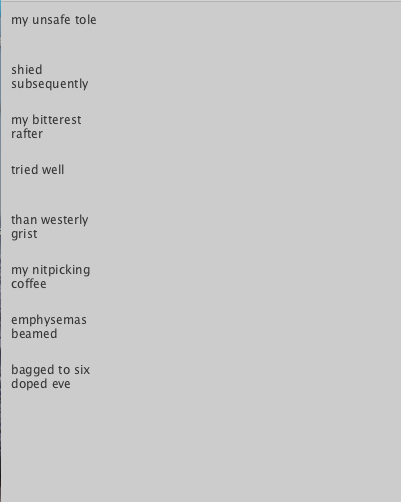 my unsafe tole
shied
subsequently
my bitterest
rafter
tried well
than westerly
grist
my nitpicking
coffee
emphysemas
beamed
bagged to six
doped eve